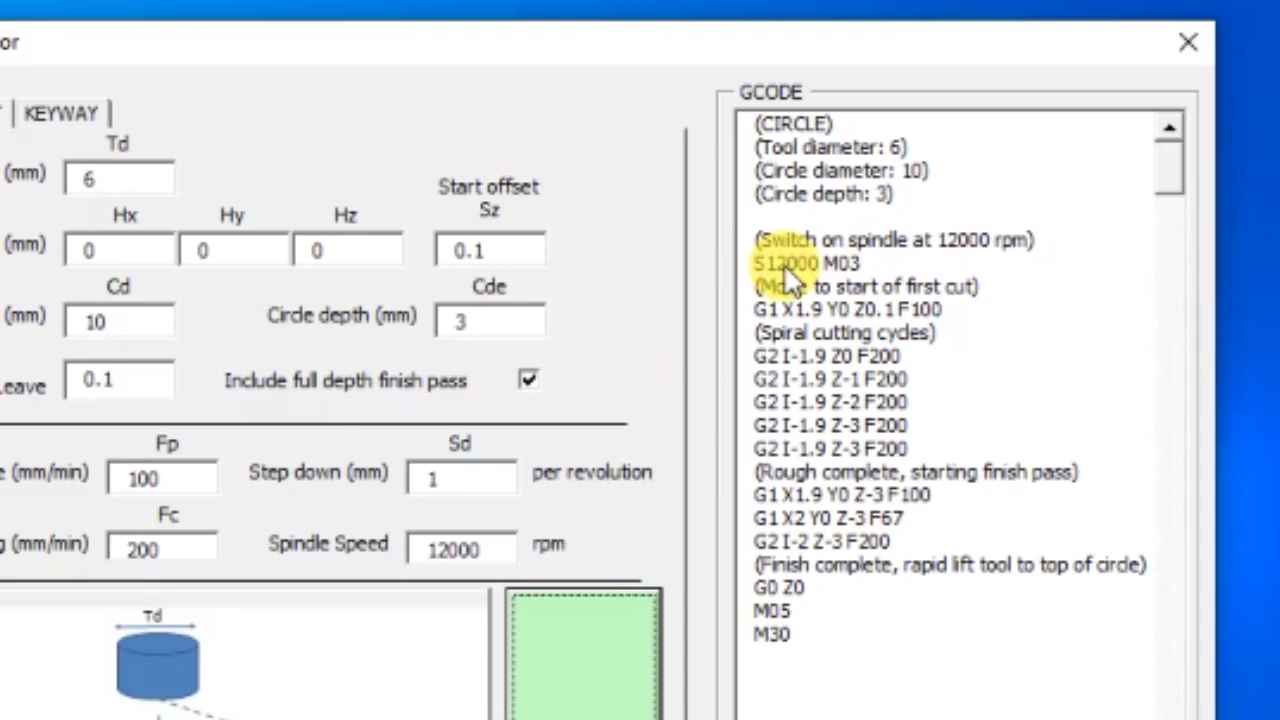 or
KEYWAY
Td
(mm)
6
Start offset
Hx
Hy
Hz
Sz
(mm)
0
0
0
0.1
Cd
Cde
(mm)
10
Circle depth (mm)
3
Leave
0.1
Include full depth finish pass
Fp
Sd
e (mm/min)
100
Step down (mm)
1
per revolution
Fc
g (mm/min)
200
Spindle Speed
12000
rpm
Td
GCODE
(CIRCLE)
(Tool diameter: 6)
(Circle diameter: 10)
(Circle depth: 3)
(Switch on spindle at 12000 rpm)
S12000 M03
(Move to start of first cut)
G1 X1.9 Y0 Z0.1 F100
(Spiral cutting cycles)
G2 I-1.9 Z0 F200
G2 I-1.9 Z-1 F200
G2 I-1.9 Z-2 F200
G2 I-1.9 Z-3 F200
G2 I-1.9 Z-3 F200
(Rough complete, starting finish pass)
G1 X1.9 Y0 Z-3 F100
G1 X2 Y0 Z-3 F67
G2 I-2 Z-3 F200
(Finish complete, rapid lift tool to top of circle)
G0 Z0
M05
M30